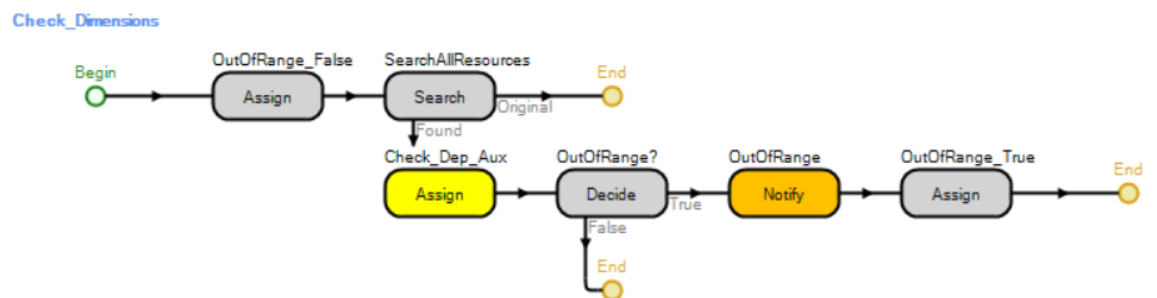 Check_Dimensions
OutOfRange_False
SearchAllResources
Begin
End
Assign
Search
Original
Found
Check_Dep_Aux
OutOfRange?
OutOfRange
OutOfRange_True
End
Assign
Decide
Notify
Assign
True
False
End